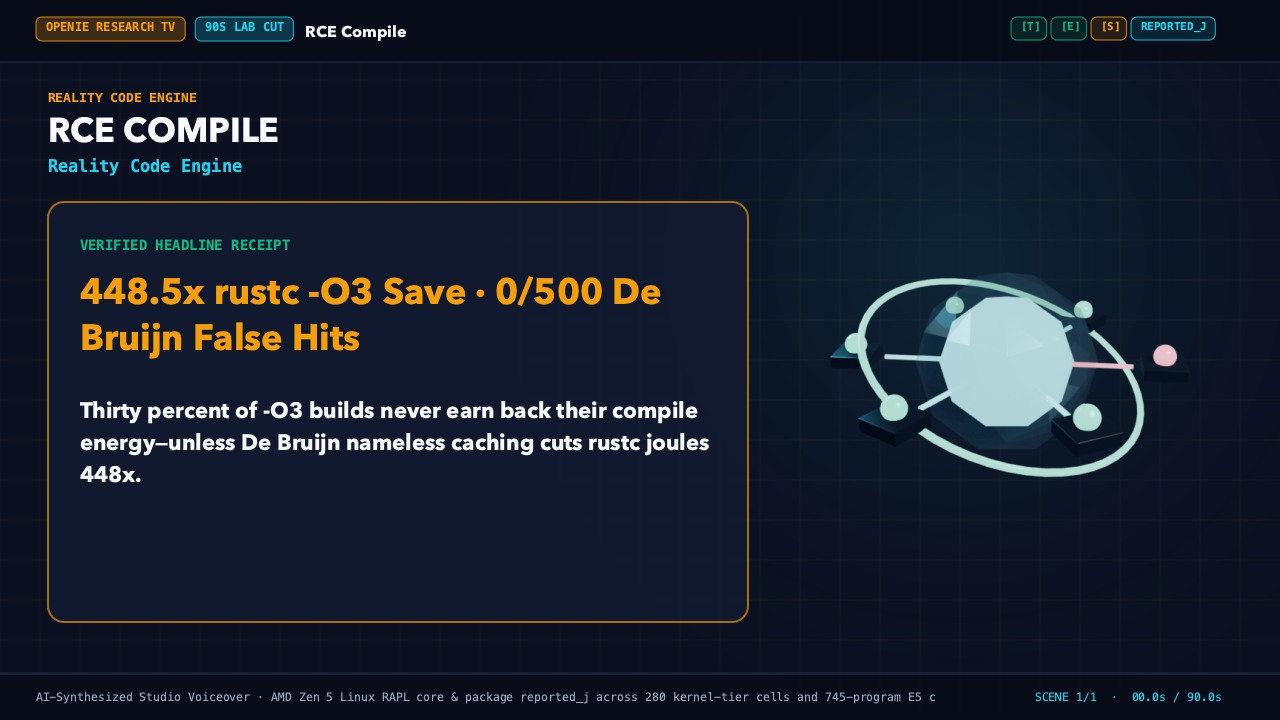 OPENIE RESEARCH TV 90S LAB CUT RCE Compile [T] [E] [S] REPORTED_J
REALITY CODE ENGINE
RCE COMPILE
Reality Code Engine
VERIFIED HEADLINE RECEIPT
448.5x rustc -O3 Save · 0/500 De
Bruijn False Hits
Thirty percent of -O3 builds never earn back their compile
energy—unless De Bruijn nameless caching cuts rustc joules
448x.
AI-Synthesized Studio Voiceover · AMD Zen 5 Linux RAPL core & package reported_j across 280 kernel-tier cells and 745-program E5 c SCENE 1/1 · 00.0s / 90.0s